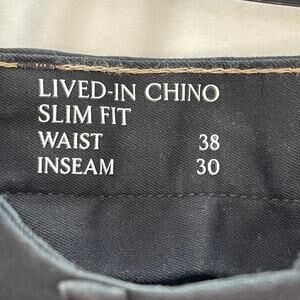 LIVED-IN CHINO
SLIM FIT
WAIST 38
INSEAM 30